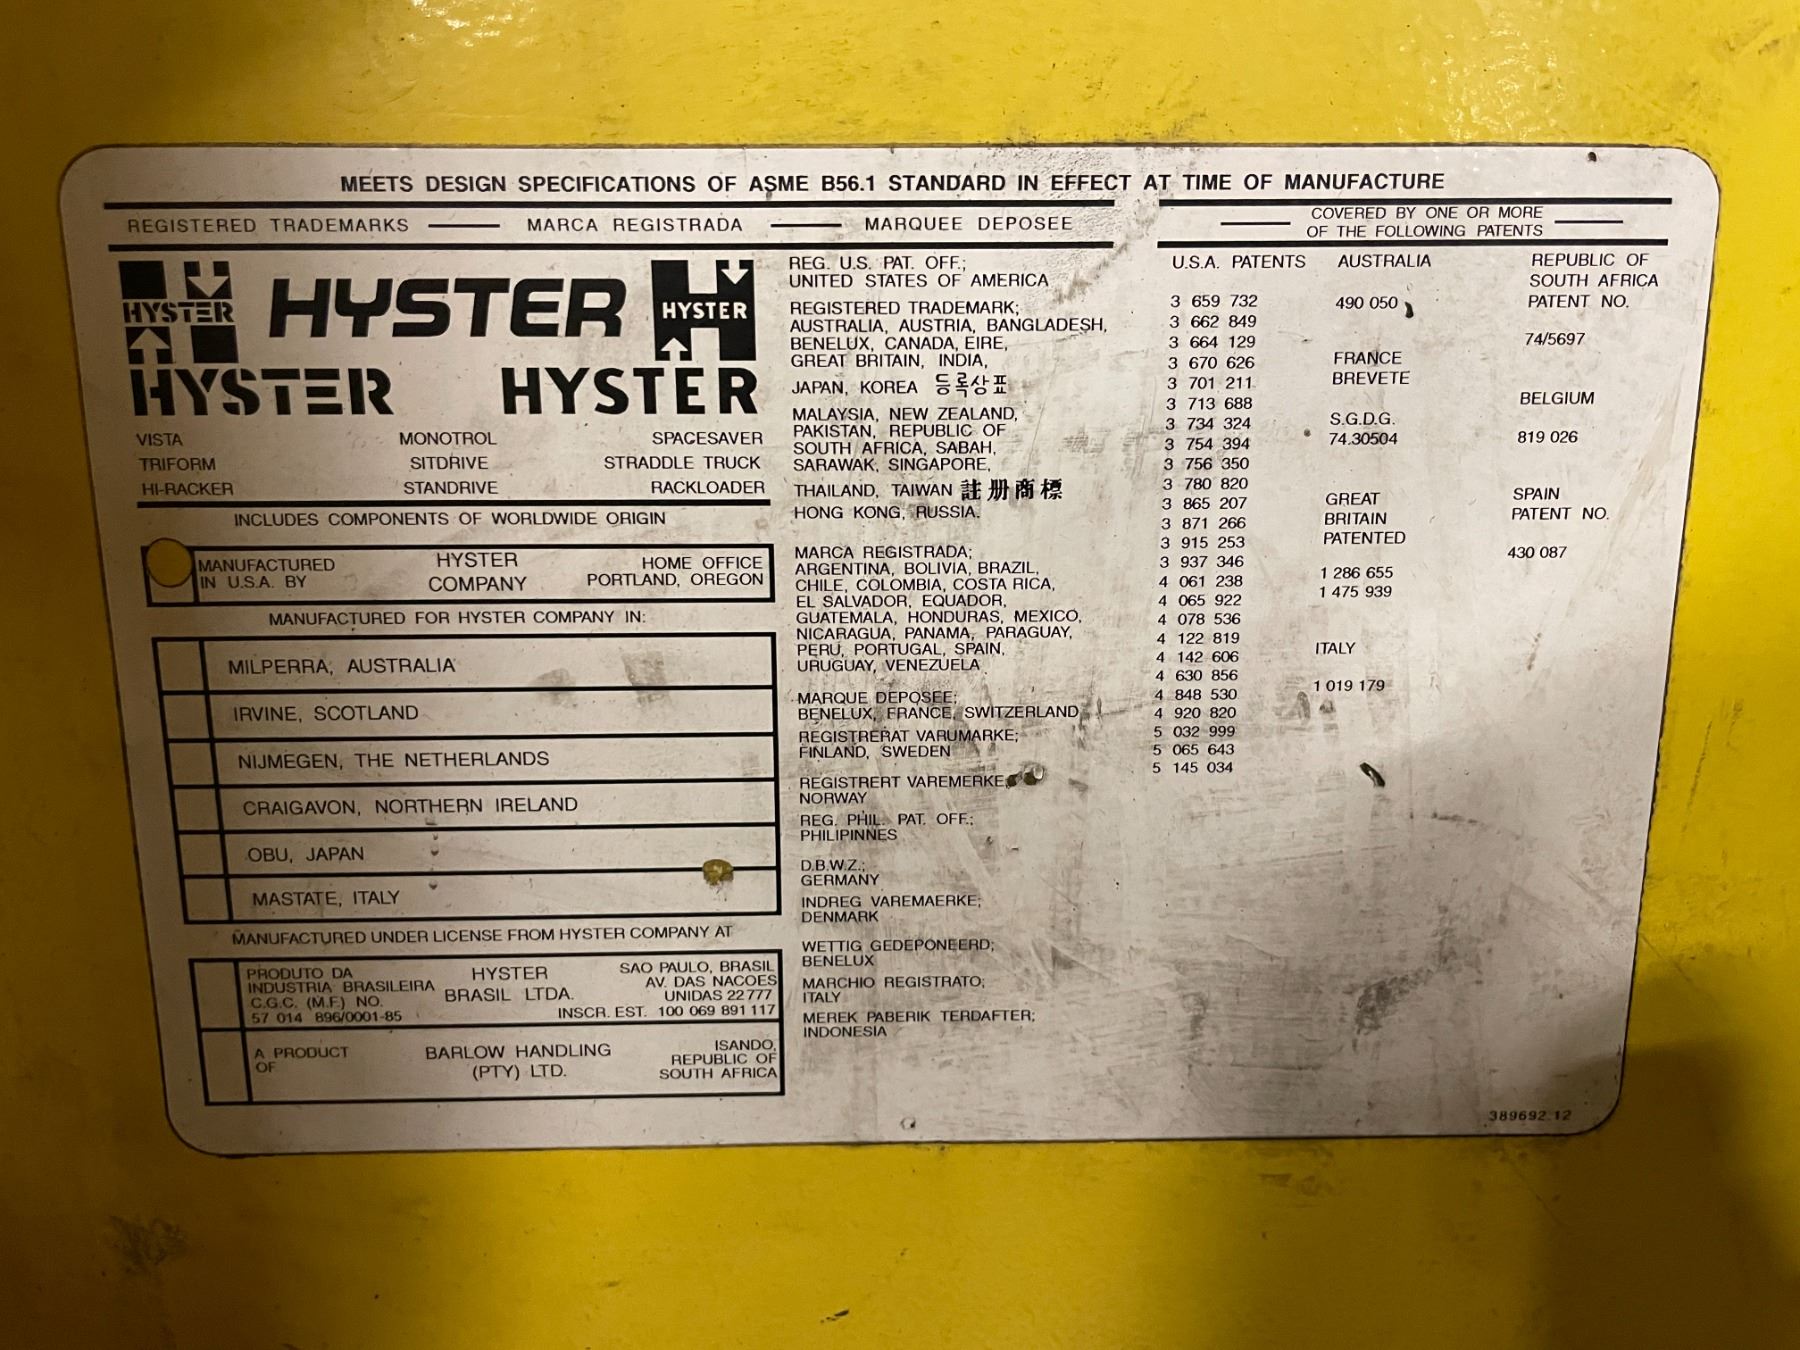 MEETS DESIGN SPECIFICATIONS OF ASME B56.1 STANDARD IN EFFECT AT TIME OF MANUFACTURE
REGISTERED TRADEMARKS — MARCA REGISTRADA — MARQUEE DEPOSEE
HYSTER HYSTER HYSTER
HYSTER HYSTER
VISTA MONOTROL SPACESAVER
TRIFORM SITDRIVE STRADDLE TRUCK
HI-RACKER STANDRIVE RACKLOADER
INCLUDES COMPONENTS OF WORLDWIDE ORIGIN
MANUFACTURED HYSTER HOME OFFICE
IN U.S.A. BY COMPANY PORTLAND, OREGON
MANUFACTURED FOR HYSTER COMPANY IN:
MILPERRA, AUSTRALIA
IRVINE, SCOTLAND
NIJMEGEN, THE NETHERLANDS
CRAIGAVON, NORTHERN IRELAND
OBU, JAPAN
MASTATE, ITALY
MANUFACTURED UNDER LICENSE FROM HYSTER COMPANY AT
PRODUTO DA
INDUSTRIA BRASILEIRA
C.G.C. (M.F.) NO.
57 014 896/0001-85
HYSTER
BRASIL LTDA.
SAO PAULO, BRASIL
AV. DAS NACOES
UNIDAS 22777
INSCR. EST. 100 069 891 117
A PRODUCT
OF
BARLOW HANDLING
(PTY) LTD.
ISANDO,
REPUBLIC OF
SOUTH AFRICA
REG. U.S. PAT. OFF.;
UNITED STATES OF AMERICA
REGISTERED TRADEMARK;
AUSTRALIA, AUSTRIA, BANGLADESH,
BENELUX, CANADA, EIRE,
GREAT BRITAIN, INDIA,
JAPAN, KOREA 등록상표
MALAYSIA, NEW ZEALAND,
PAKISTAN, REPUBLIC OF
SOUTH AFRICA, SABAH,
SARAWAK, SINGAPORE,
THAILAND, TAIWAN 註册商標
HONG KONG, RUSSIA.
MARCA REGISTRADA;
ARGENTINA, BOLIVIA, BRAZIL,
CHILE, COLOMBIA, COSTA RICA,
EL SALVADOR, EQUADOR,
GUATEMALA, HONDURAS, MEXICO,
NICARAGUA, PANAMA, PARAGUAY,
PERU, PORTUGAL, SPAIN,
URUGUAY, VENEZUELA
MARQUE DEPOSEE;
BENELUX, FRANCE, SWITZERLAND
REGISTRERAT VARUMARKE;
FINLAND, SWEDEN
REGISTRERT VAREMERKE
NORWAY
REG. PHIL. PAT. OFF.;
PHILIPINNES
D.B.W.Z.;
GERMANY
INDREG VAREMAERKE;
DENMARK
WETTIG GEDEPONEERD;
BENELUX
MARCHIO REGISTRATO;
ITALY
MEREK PABERIK TERDAFTER;
INDONESIA
COVERED BY ONE OR MORE
OF THE FOLLOWING PATENTS
U.S.A. PATENTS
3 659 732
3 662 849
3 664 129
3 670 626
3 701 211
3 713 688
3 734 324
3 754 394
3 756 350
3 780 820
3 865 207
3 871 266
3 915 253
3 937 346
4 061 238
4 065 922
4 078 536
4 122 819
4 142 606
4 630 856
4 848 530
4 920 820
5 032 999
5 065 643
5 145 034
AUSTRALIA
490 050
FRANCE
BREVETE
S.G.D.G.
74.30504
GREAT
BRITAIN
PATENTED
1 286 655
1 475 939
ITALY
1 019 179
REPUBLIC OF
SOUTH AFRICA
PATENT NO.
74/5697
BELGIUM
819 026
SPAIN
PATENT NO.
430 087
389692 12